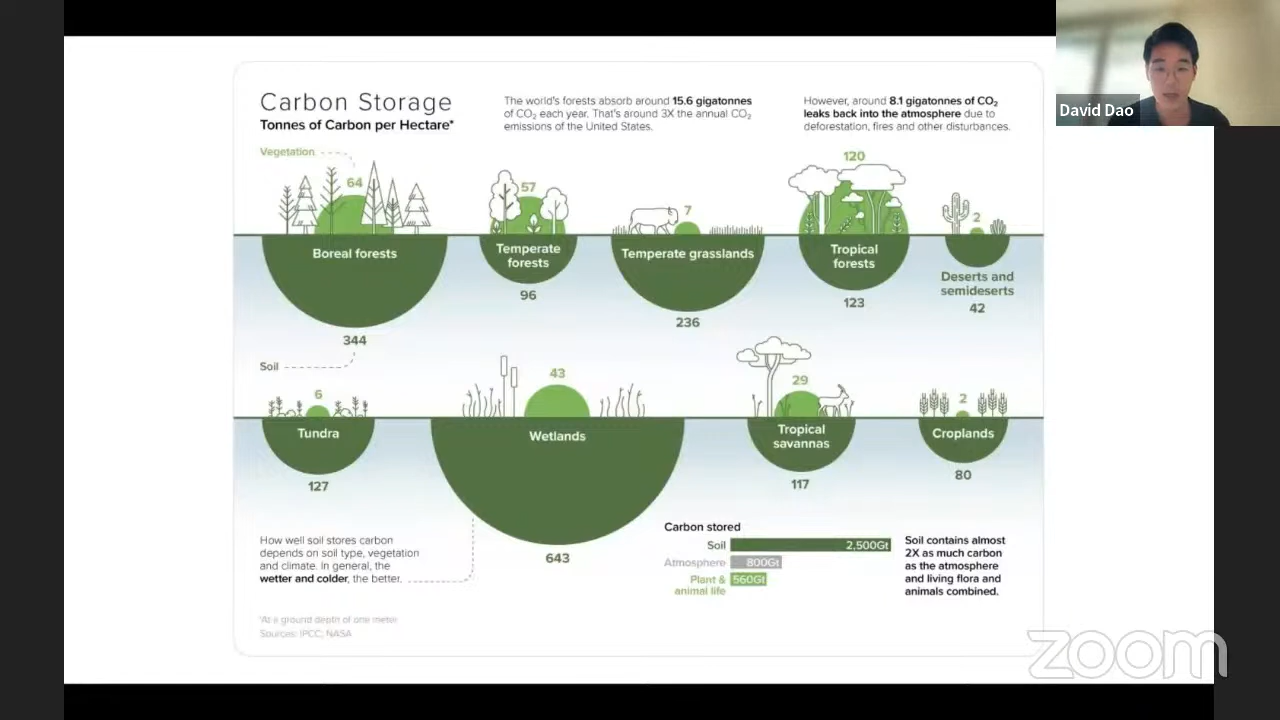 David Dao
Carbon Storage
Tonnes of Carbon per Hectare*
The world's forests absorb around 15.6 gigatonnes
of CO₂ each year. That's around 3X the annual CO₂
emissions of the United States.
However, around 8.1 gigatonnes of CO₂
leaks back into the atmosphere due to
deforestation, fires and other disturbances.
Vegetation
64
57
7
120
2
Boreal forests
Temperate
forests
Temperate grasslands
Tropical
forests
Deserts and
semideserts
344
96
236
123
42
Soil
6
43
29
2
Tundra
Wetlands
Tropical
savannas
Croplands
127
643
117
80
How well soil stores carbon
depends on soil type, vegetation
and climate. In general, the
wetter and colder, the better.
Carbon stored
Soil 2,500Gt
Atmosphere 800Gt
Plant &
animal life 560Gt
Soil contains almost
2X as much carbon
as the atmosphere
and living flora and
animals combined.
*At a ground depth of one meter
Sources: IPCC; NASA
zoom